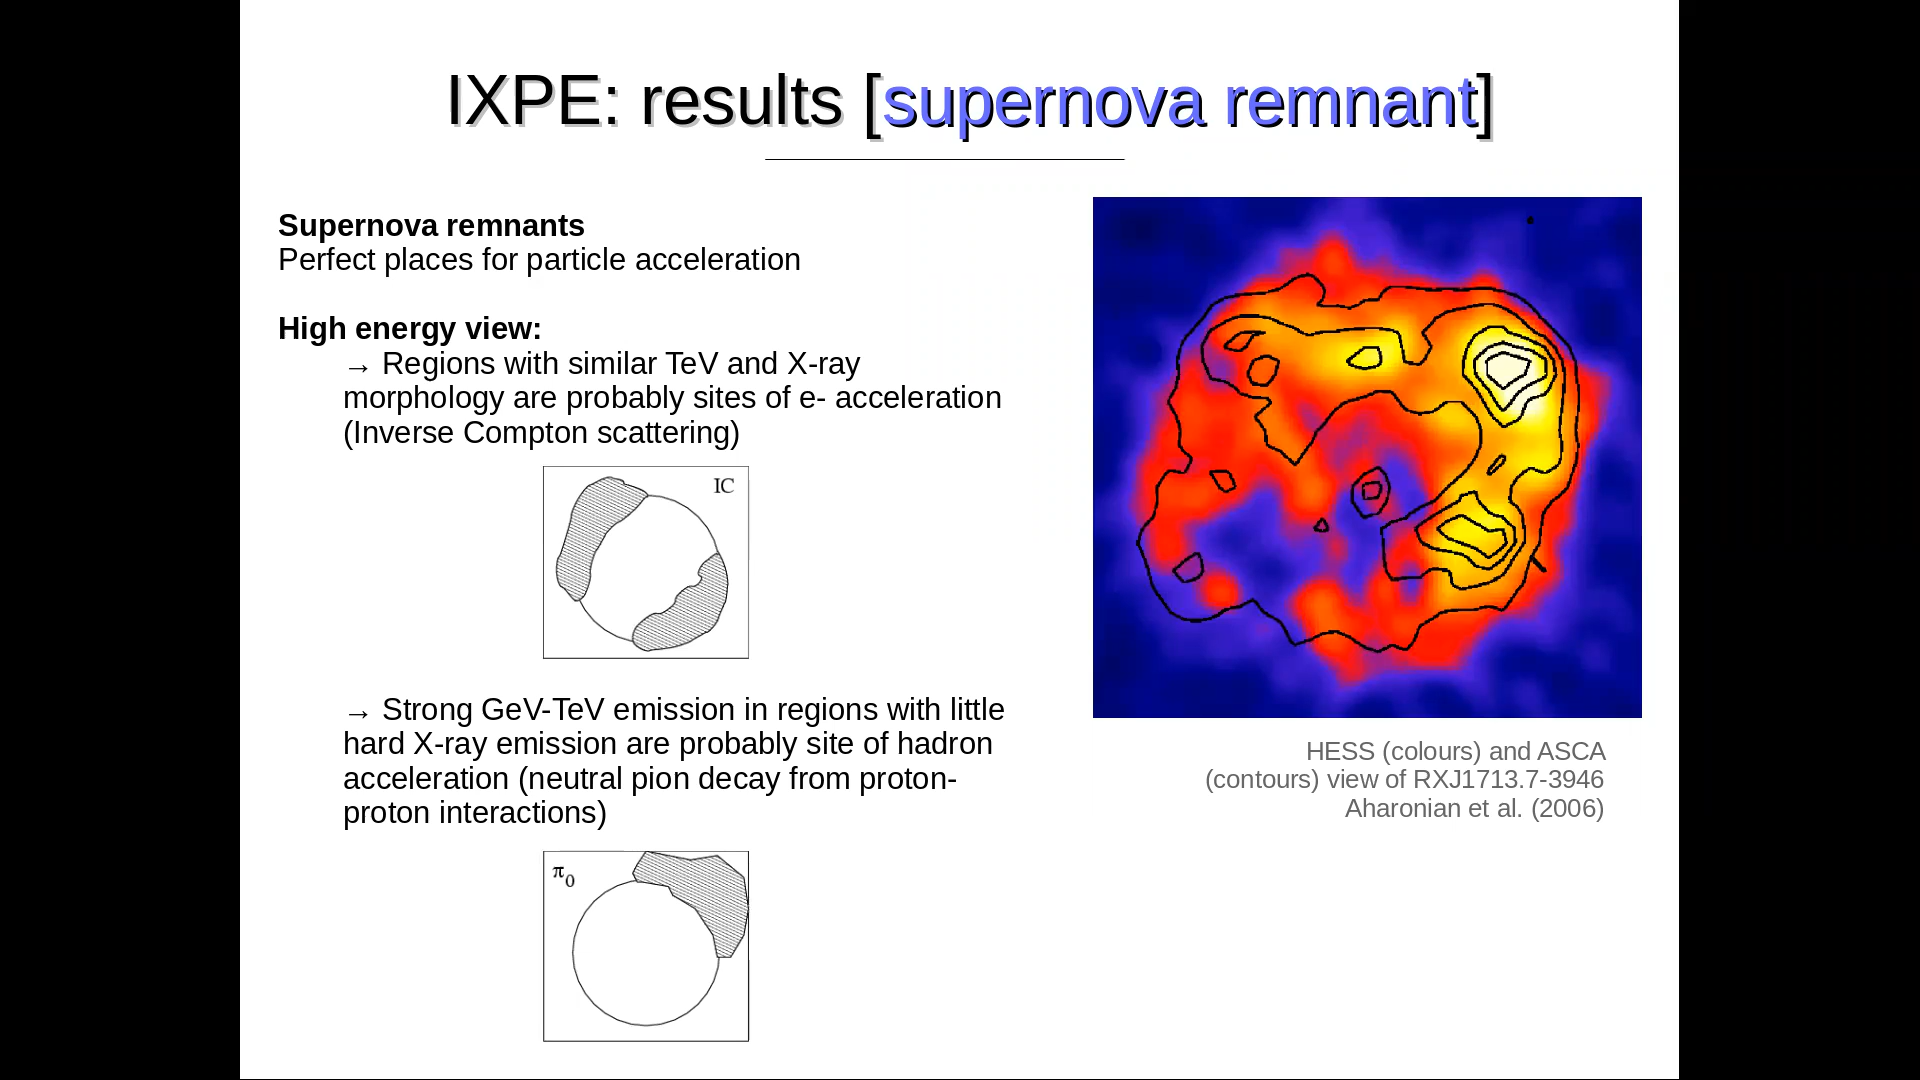 IXPE: results [supernova remnant]
Supernova remnants
Perfect places for particle acceleration
High energy view:
→ Regions with similar TeV and X-ray
morphology are probably sites of e- acceleration
(Inverse Compton scattering)
IC
→ Strong GeV-TeV emission in regions with little
hard X-ray emission are probably site of hadron
acceleration (neutral pion decay from proton-
proton interactions)
π0
HESS (colours) and ASCA
(contours) view of RXJ1713.7-3946
Aharonian et al. (2006)